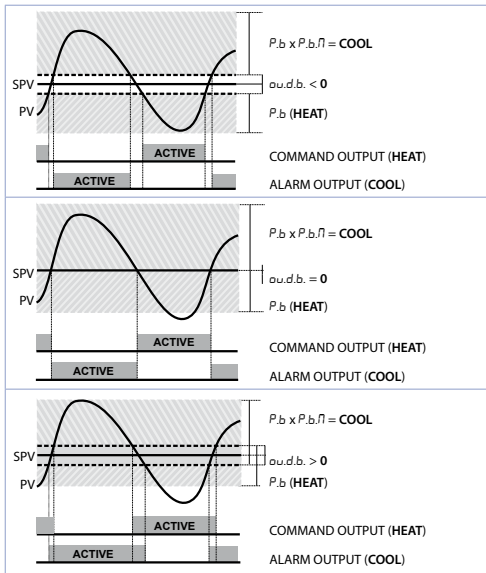 P.b x P.b.П = COOL
SPV
ou.d.b. < 0
PV
P.b (HEAT)
ACTIVE
COMMAND OUTPUT (HEAT)
ACTIVE
ALARM OUTPUT (COOL)
P.b x P.b.П = COOL
SPV
ou.d.b. = 0
PV
P.b (HEAT)
ACTIVE
COMMAND OUTPUT (HEAT)
ACTIVE
ALARM OUTPUT (COOL)
P.b x P.b.П = COOL
SPV
ou.d.b. > 0
PV
P.b (HEAT)
ACTIVE
COMMAND OUTPUT (HEAT)
ACTIVE
ALARM OUTPUT (COOL)